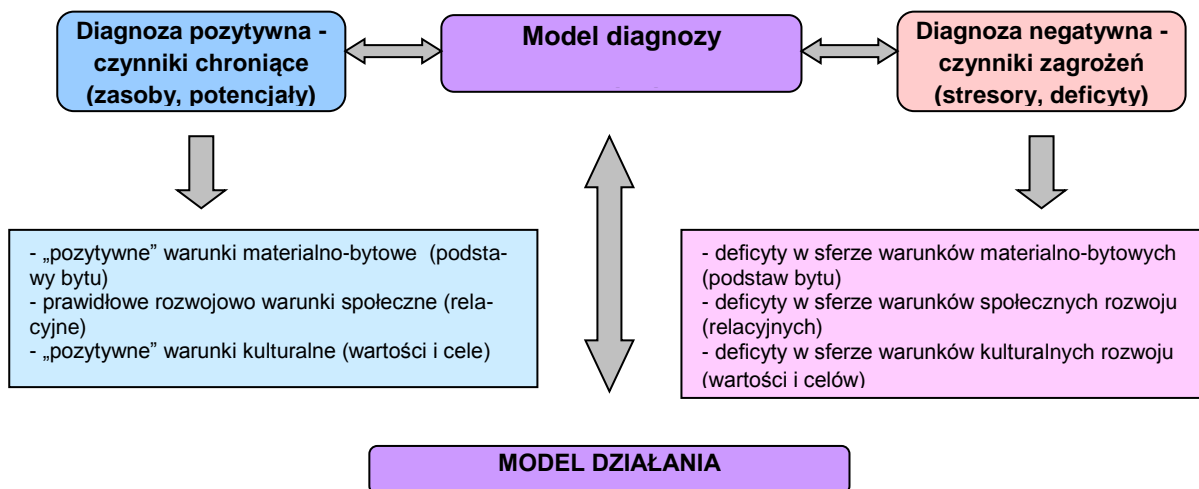 Diagnoza pozytywna -
czynniki chroniące
(zasoby, potencjały)
Model diagnozy
Diagnoza negatywna -
czynniki zagrożeń
(stresory, deficyty)
- „pozytywne” warunki materialno-bytowe (podsta-
wy bytu)
- prawidłowe rozwojowo warunki społeczne (rela-
cyjne)
- „pozytywne” warunki kulturalne (wartości i cele)
- deficyty w sferze warunków materialno-bytowych
(podstaw bytu)
- deficyty w sferze warunków społecznych rozwoju
(relacyjnych)
- deficyty w sferze warunków kulturalnych rozwoju
(wartości i celów)
MODEL DZIAŁANIA